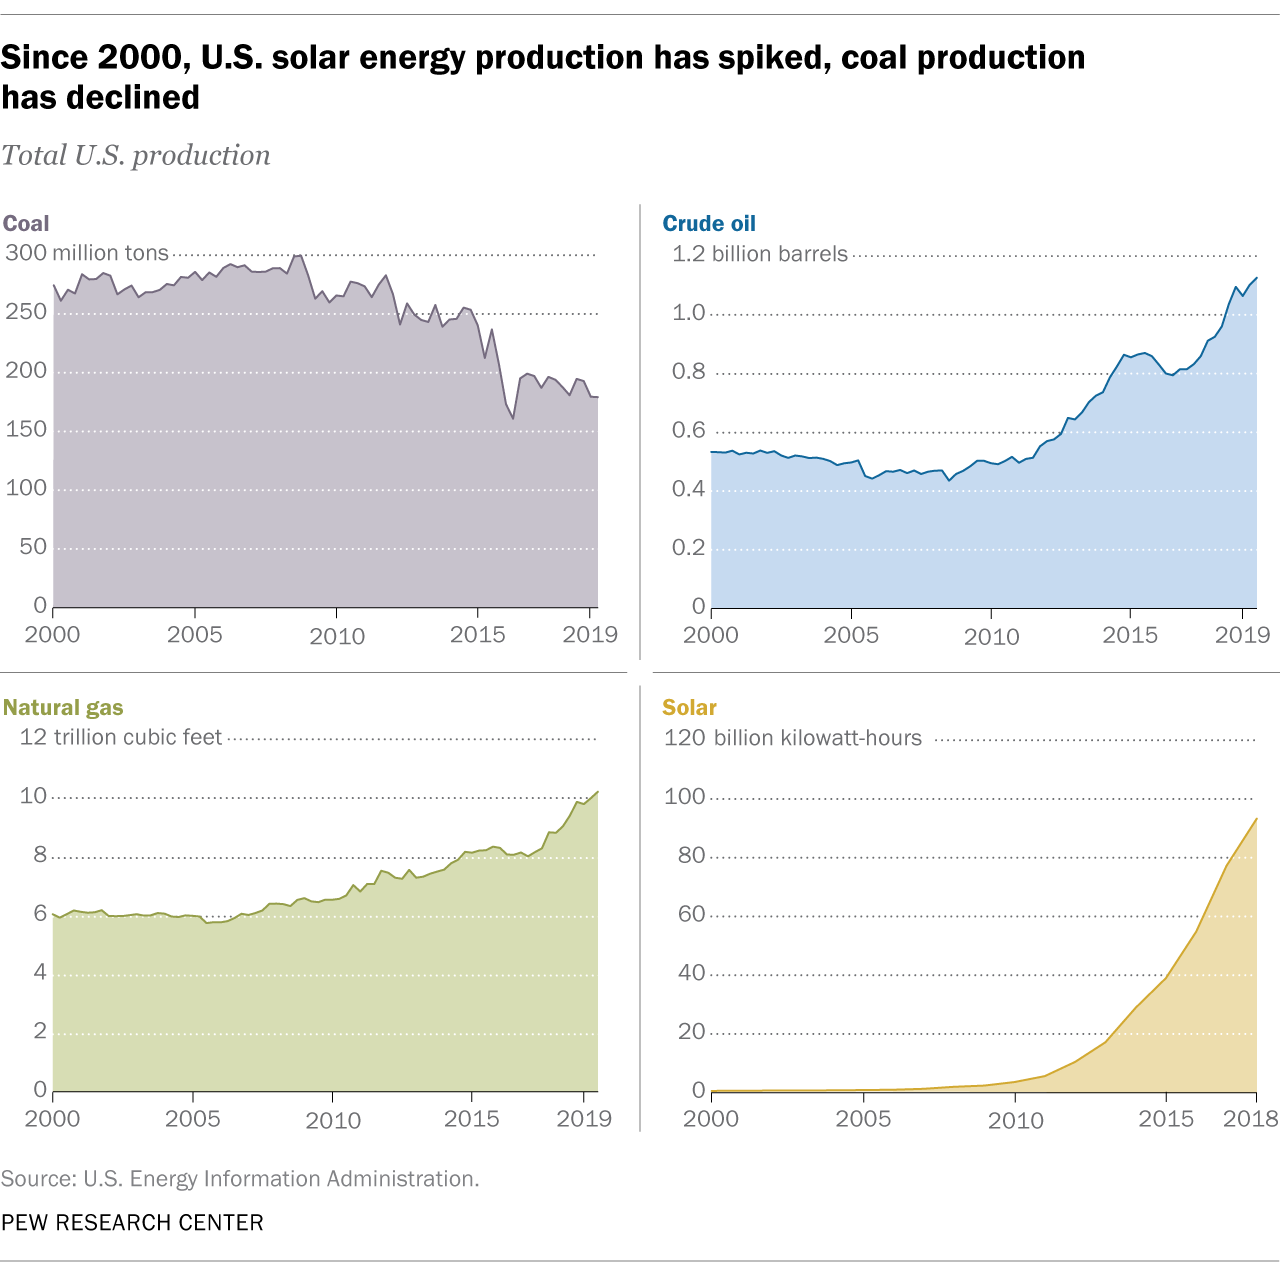 Since 2000, U.S. solar energy production has spiked, coal production
has declined
Total U.S. production
Coal
300 million tons
250
200
150
100
50
0
2000 2005 2010 2015 2019
Crude oil
1.2 billion barrels
1.0
0.8
0.6
0.4
0.2
0
2000 2005 2010 2015 2019
Natural gas
12 trillion cubic feet
10
8
6
4
2
0
2000 2005 2010 2015 2019
Solar
120 billion kilowatt-hours
100
80
60
40
20
0
2000 2005 2010 2015 2018
Source: U.S. Energy Information Administration.
PEW RESEARCH CENTER